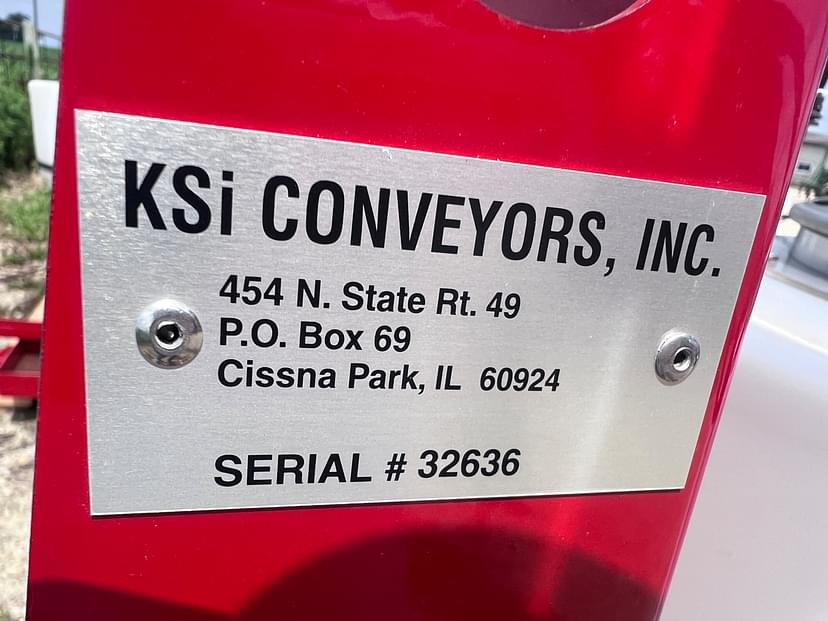 KSi CONVEYORS, INC.
454 N. State Rt. 49
P.O. Box 69
Cissna Park, IL 60924
SERIAL # 32636